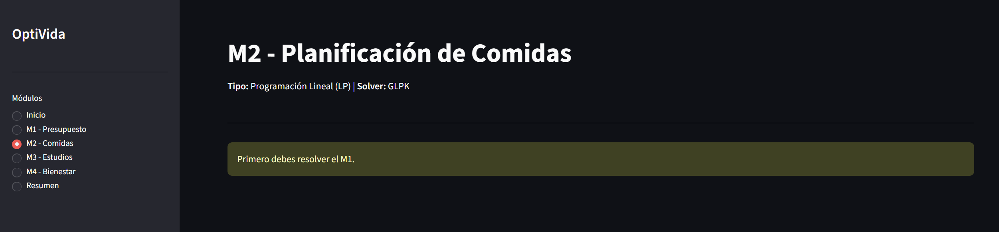 OptiVida
Módulos
Inicio
M1 - Presupuesto
M2 - Comidas
M3 - Estudios
M4 - Bienestar
Resumen
M2 - Planificación de Comidas
Tipo: Programación Lineal (LP) | Solver: GLPK
Primero debes resolver el M1.